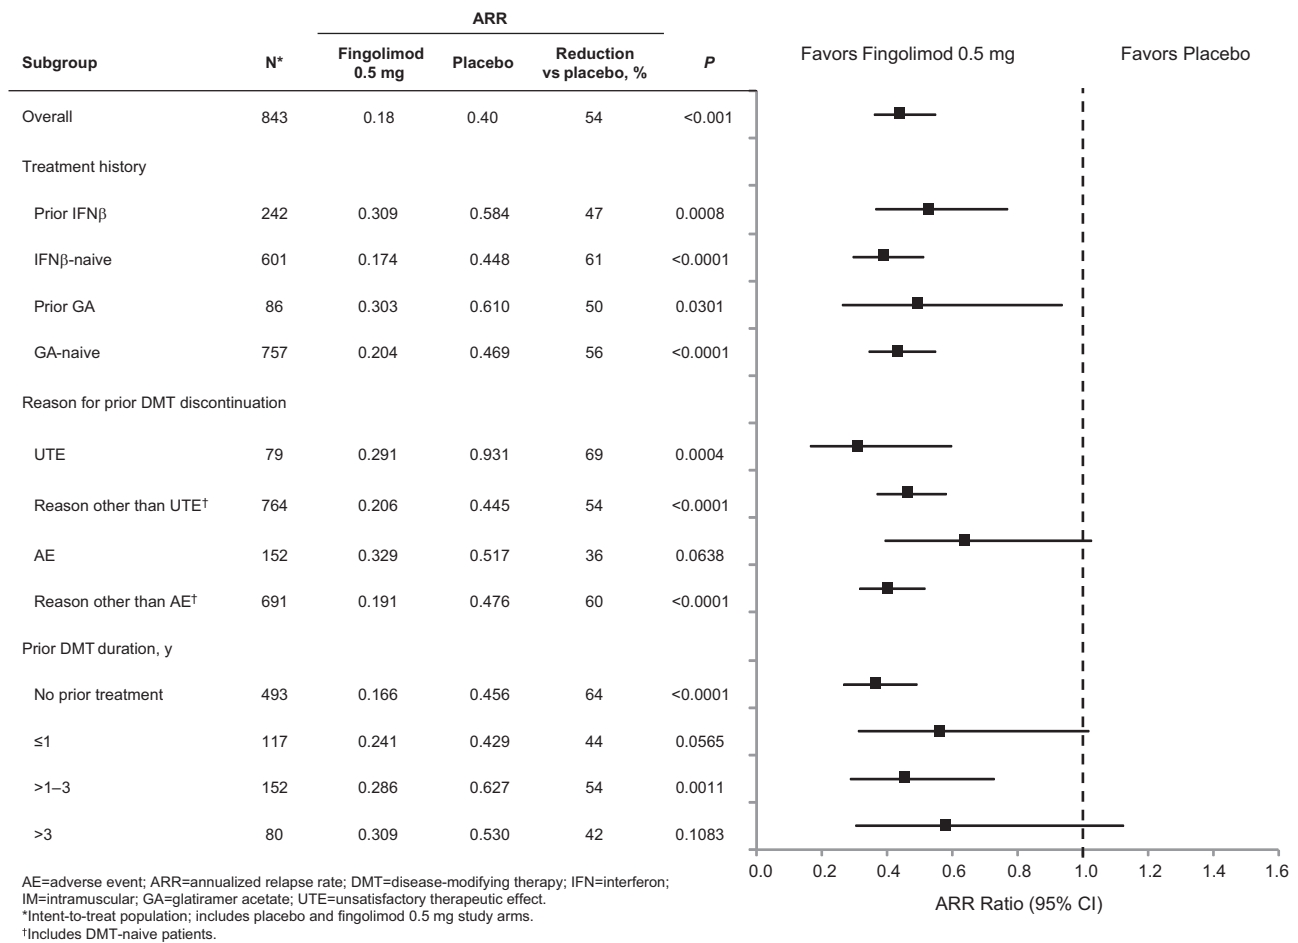 ARR
Subgroup N* Fingolimod 0.5 mg Placebo Reduction vs placebo, % P
Favors Fingolimod 0.5 mg Favors Placebo
Overall 843 0.18 0.40 54 <0.001
Treatment history
Prior IFNβ 242 0.309 0.584 47 0.0008
IFNβ-naive 601 0.174 0.448 61 <0.0001
Prior GA 86 0.303 0.610 50 0.0301
GA-naive 757 0.204 0.469 56 <0.0001
Reason for prior DMT discontinuation
UTE 79 0.291 0.931 69 0.0004
Reason other than UTE† 764 0.206 0.445 54 <0.0001
AE 152 0.329 0.517 36 0.0638
Reason other than AE† 691 0.191 0.476 60 <0.0001
Prior DMT duration, y
No prior treatment 493 0.166 0.456 64 <0.0001
≤1 117 0.241 0.429 44 0.0565
>1–3 152 0.286 0.627 54 0.0011
>3 80 0.309 0.530 42 0.1083
0.0 0.2 0.4 0.6 0.8 1.0 1.2 1.4 1.6
ARR Ratio (95% CI)
AE=adverse event; ARR=annualized relapse rate; DMT=disease-modifying therapy; IFN=interferon;
IM=intramuscular; GA=glatiramer acetate; UTE=unsatisfactory therapeutic effect.
*Intent-to-treat population; includes placebo and fingolimod 0.5 mg study arms.
†Includes DMT-naive patients.